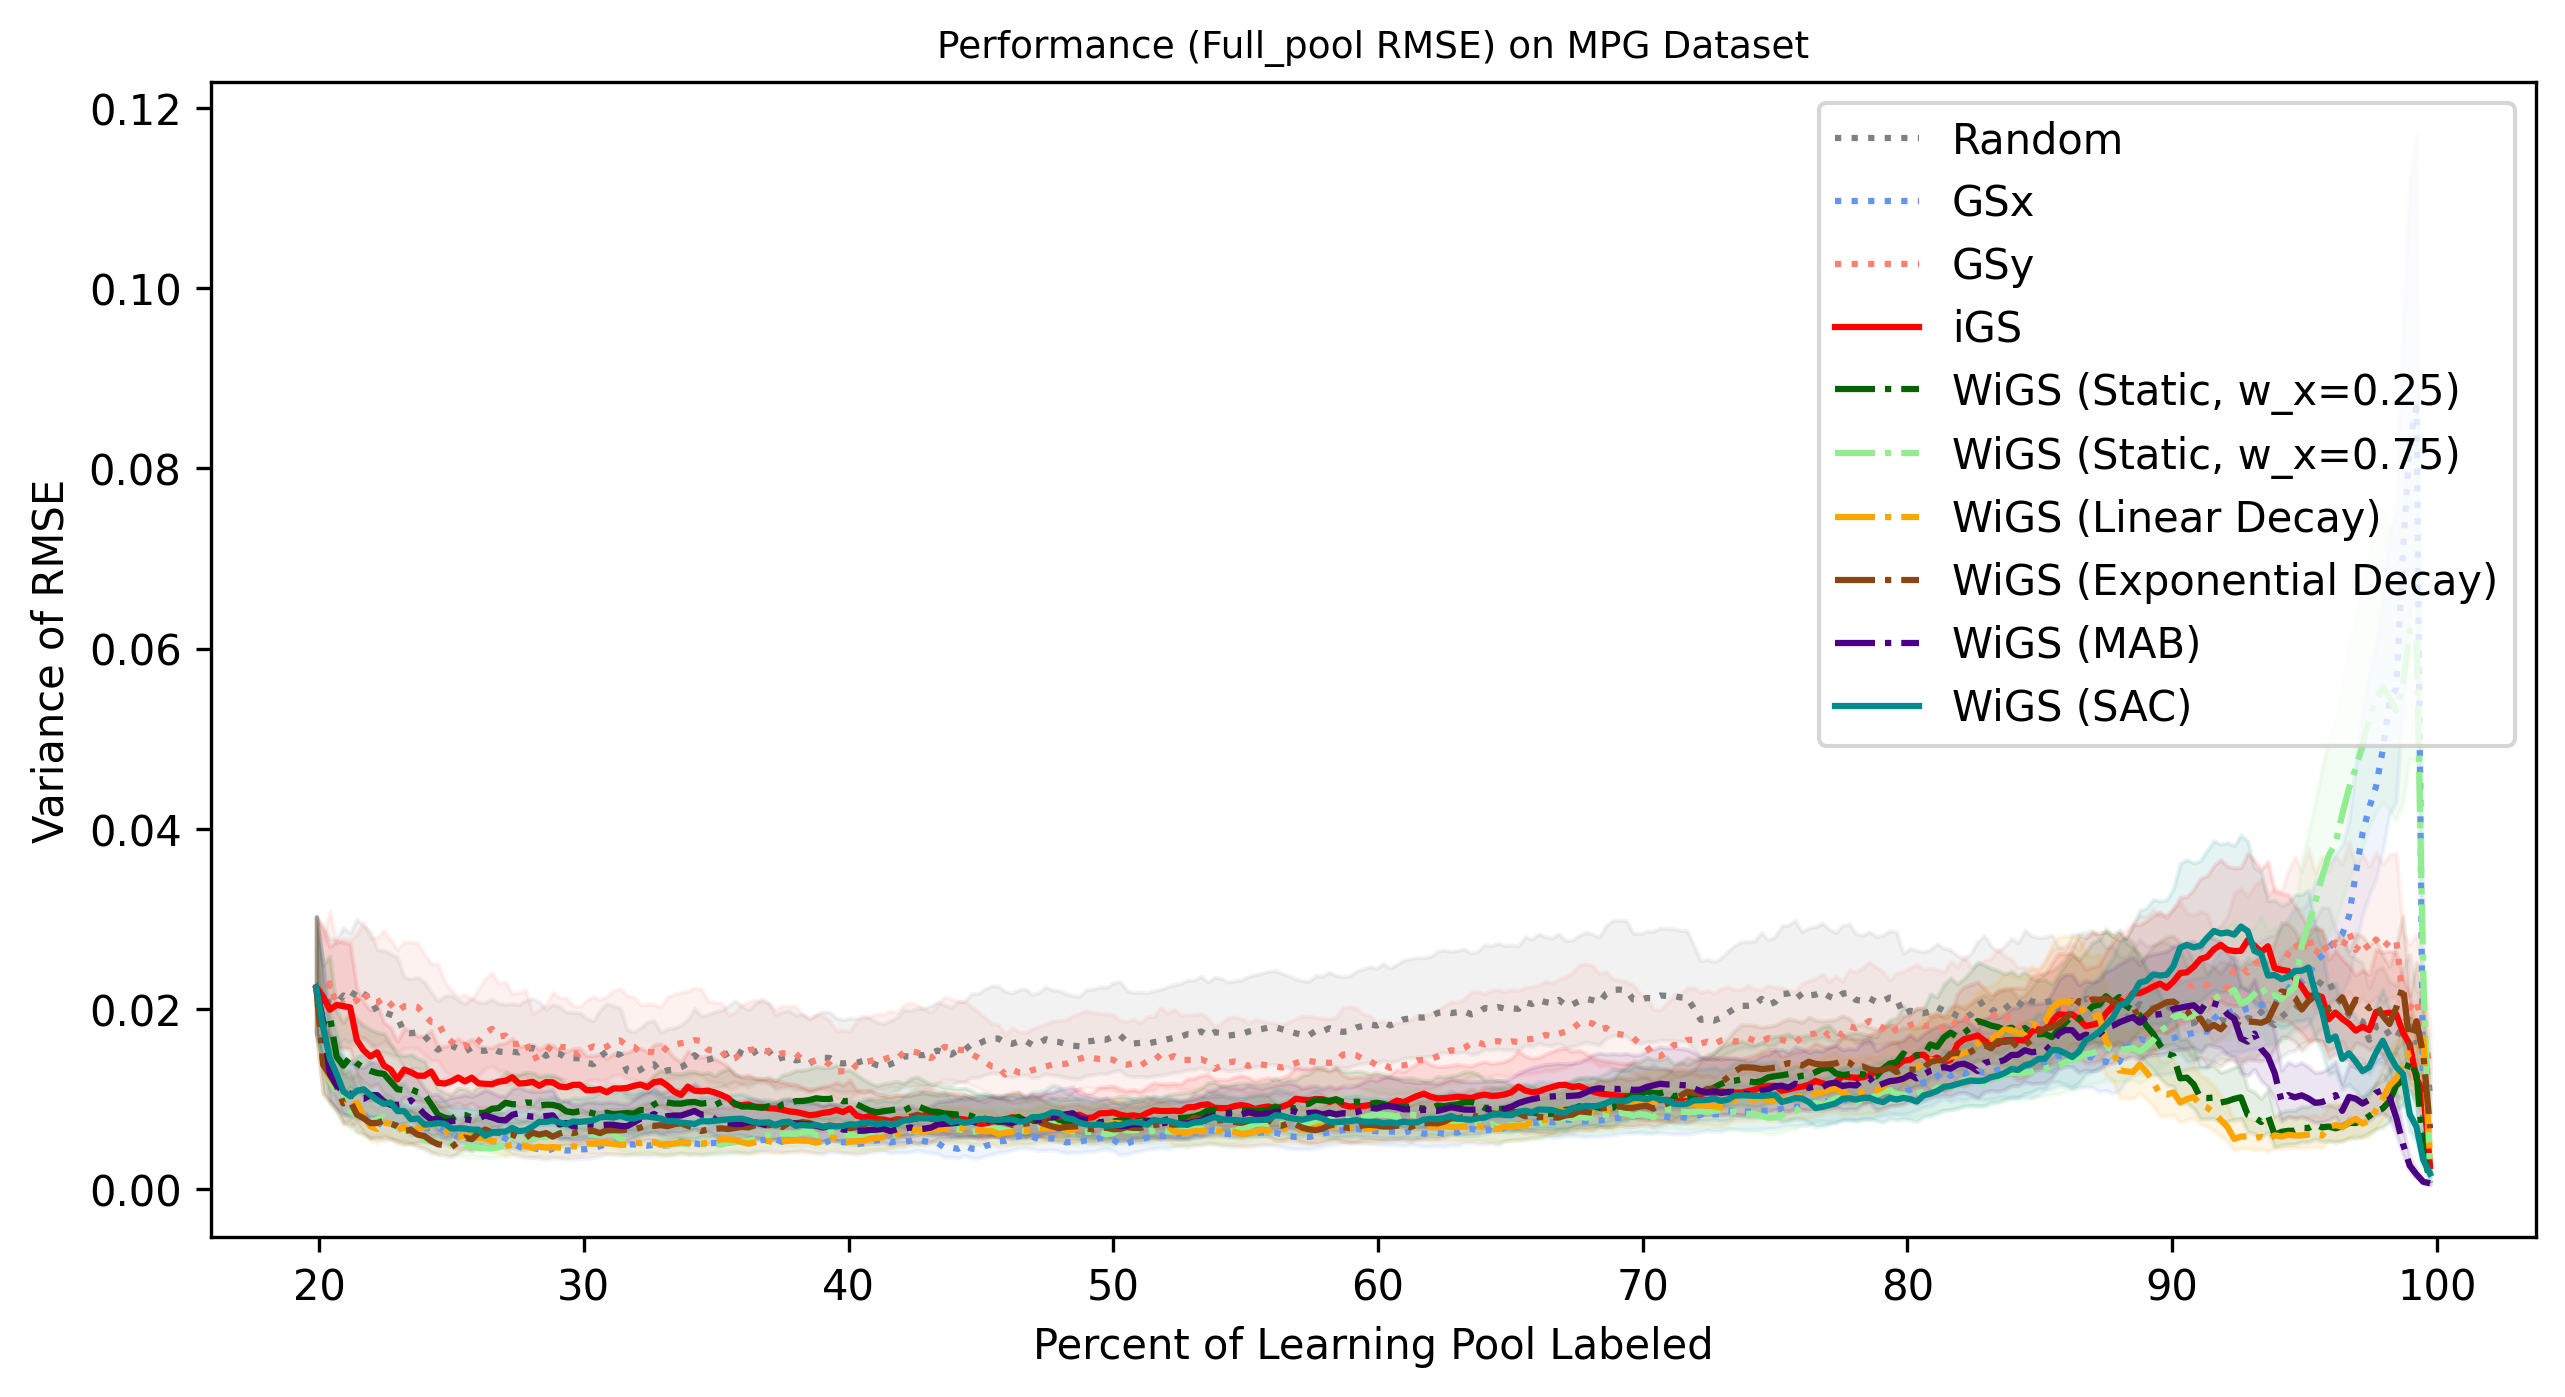 Performance (Full_pool RMSE) on MPG Dataset
Variance of RMSE
0.12
0.10
0.08
0.06
0.04
0.02
0.00
Random
GSx
GSy
iGS
WiGS (Static, w_x=0.25)
WiGS (Static, w_x=0.75)
WiGS (Linear Decay)
WiGS (Exponential Decay)
WiGS (MAB)
WiGS (SAC)
20 30 40 50 60 70 80 90 100
Percent of Learning Pool Labeled